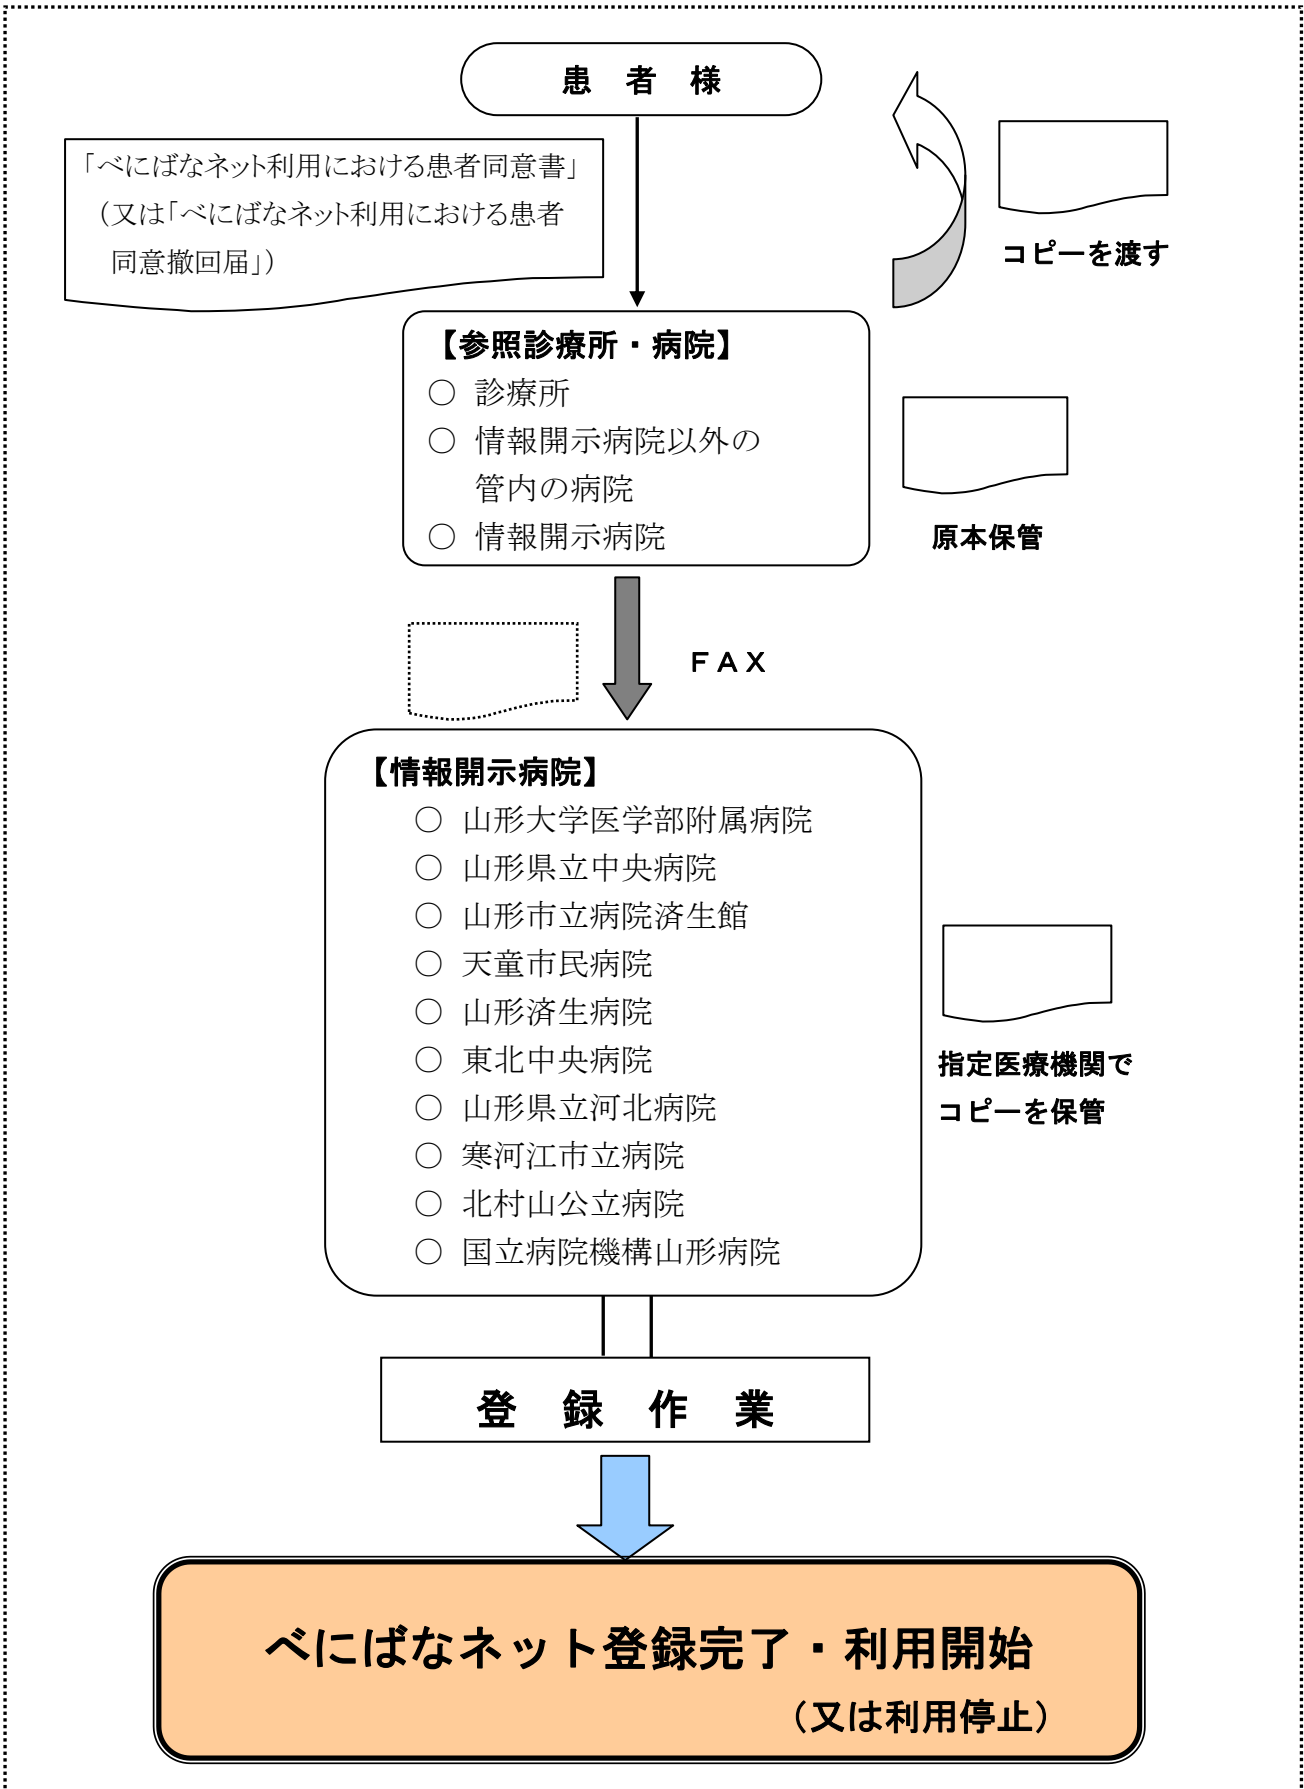 患　者　様
「べにばなネット利用における患者同意書」
（又は「べにばなネット利用における患者
同意撤回届」）
コピーを渡す
【参照診療所・病院】
○ 診療所
○ 情報開示病院以外の
管内の病院
○ 情報開示病院
原本保管
ＦＡＸ
【情報開示病院】
○ 山形大学医学部附属病院
○ 山形県立中央病院
○ 山形市立病院済生館
○ 天童市民病院
○ 山形済生病院
○ 東北中央病院
○ 山形県立河北病院
○ 寒河江市立病院
○ 北村山公立病院
○ 国立病院機構山形病院
指定医療機関で
コピーを保管
登　録　作　業
べにばなネット登録完了・利用開始
（又は利用停止）